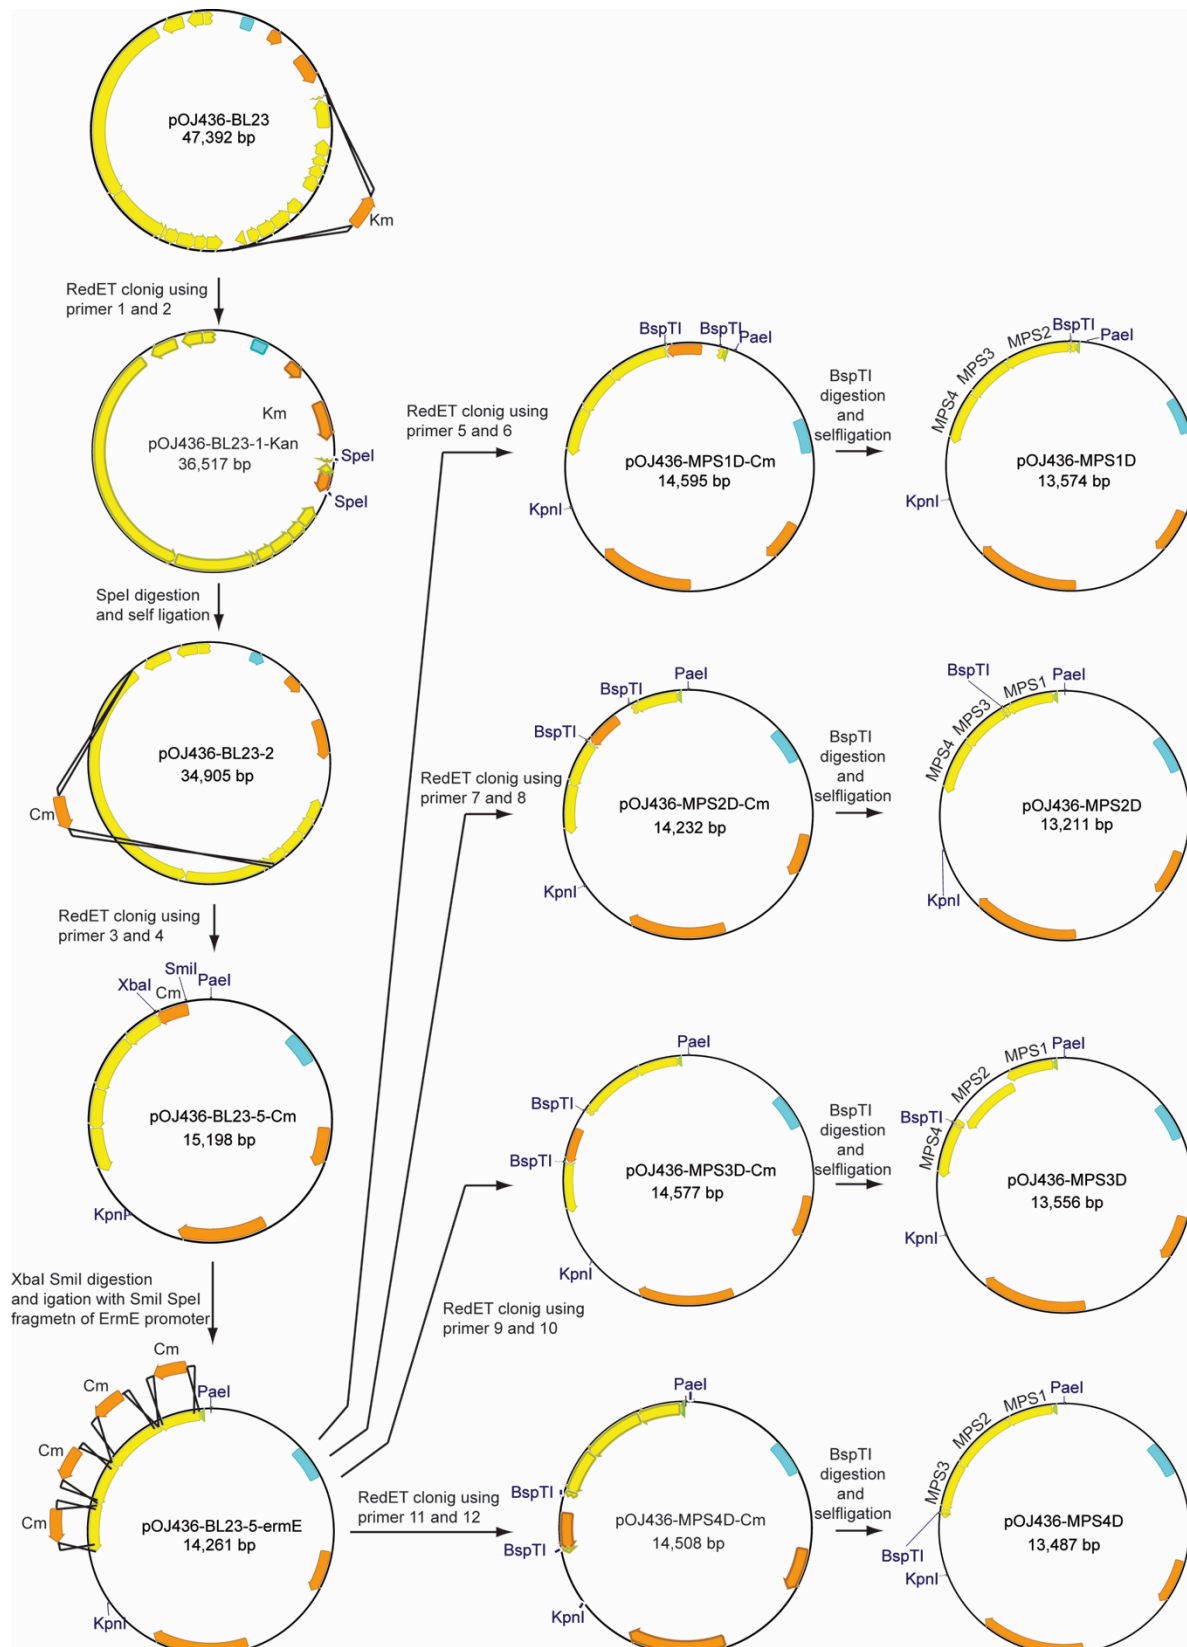 pOJ436-BL23
47,392 bp
Km
RedET clonig using
primer 1 and 2
Km
pOJ436-BL23-1-Kan
36,517 bp
SpeI
SpeI
SpeI digestion
and self ligation
pOJ436-BL23-2
34,905 bp
Cm
RedET clonig using
primer 3 and 4
XbaI
SmiI
Cm
PaeI
pOJ436-BL23-5-Cm
15,198 bp
KpnI
XbaI SmiI digestion
and igation with SmiI SpeI
fragmetn of ErmE promoter
Cm
Cm
Cm
Cm
PaeI
pOJ436-BL23-5-ermE
14,261 bp
KpnI
RedET clonig using
primer 5 and 6
BspTI
BspTI
PaeI
pOJ436-MPS1D-Cm
14,595 bp
KpnI
BspTI
digestion
and
selfligation
MPS4
MPS3
MPS2
BspTI
PaeI
pOJ436-MPS1D
13,574 bp
KpnI
RedET clonig using
primer 7 and 8
BspTI
BspTI
PaeI
pOJ436-MPS2D-Cm
14,232 bp
KpnI
BspTI
digestion
and
selfligation
MPS4
MPS3
BspTI
MPS1
PaeI
pOJ436-MPS2D
13,211 bp
KpnI
RedET clonig using
primer 9 and 10
PaeI
BspTI
BspTI
pOJ436-MPS3D-Cm
14,577 bp
KpnI
BspTI
digestion
and
selfligation
MPS4
BspTI
MPS2
MPS1
PaeI
pOJ436-MPS3D
13,556 bp
KpnI
RedET clonig using
primer 11 and 12
PaeI
BspTI
BspTI
pOJ436-MPS4D-Cm
14,508 bp
KpnI
BspTI
digestion
and
selfligation
MPS3
MPS2
MPS1
PaeI
pOJ436-MPS4D
13,487 bp
BspTI
KpnI